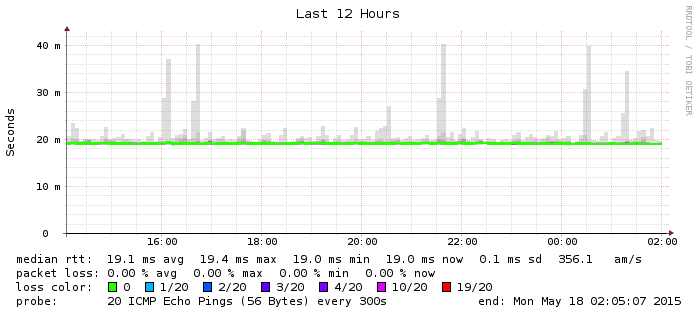 Last 12 Hours
RRDTOOL / TOBI OETIKER
Seconds
40 m
30 m
20 m
10 m
0
16:00 18:00 20:00 22:00 00:00 02:00
median rtt: 19.1 ms avg 19.4 ms max 19.0 ms min 19.0 ms now 0.1 ms sd 356.1 am/s
packet loss: 0.00 % avg 0.00 % max 0.00 % min 0.00 % now
loss color: 0 1/20 2/20 3/20 4/20 10/20 19/20
probe: 20 ICMP Echo Pings (56 Bytes) every 300s end: Mon May 18 02:05:07 2015